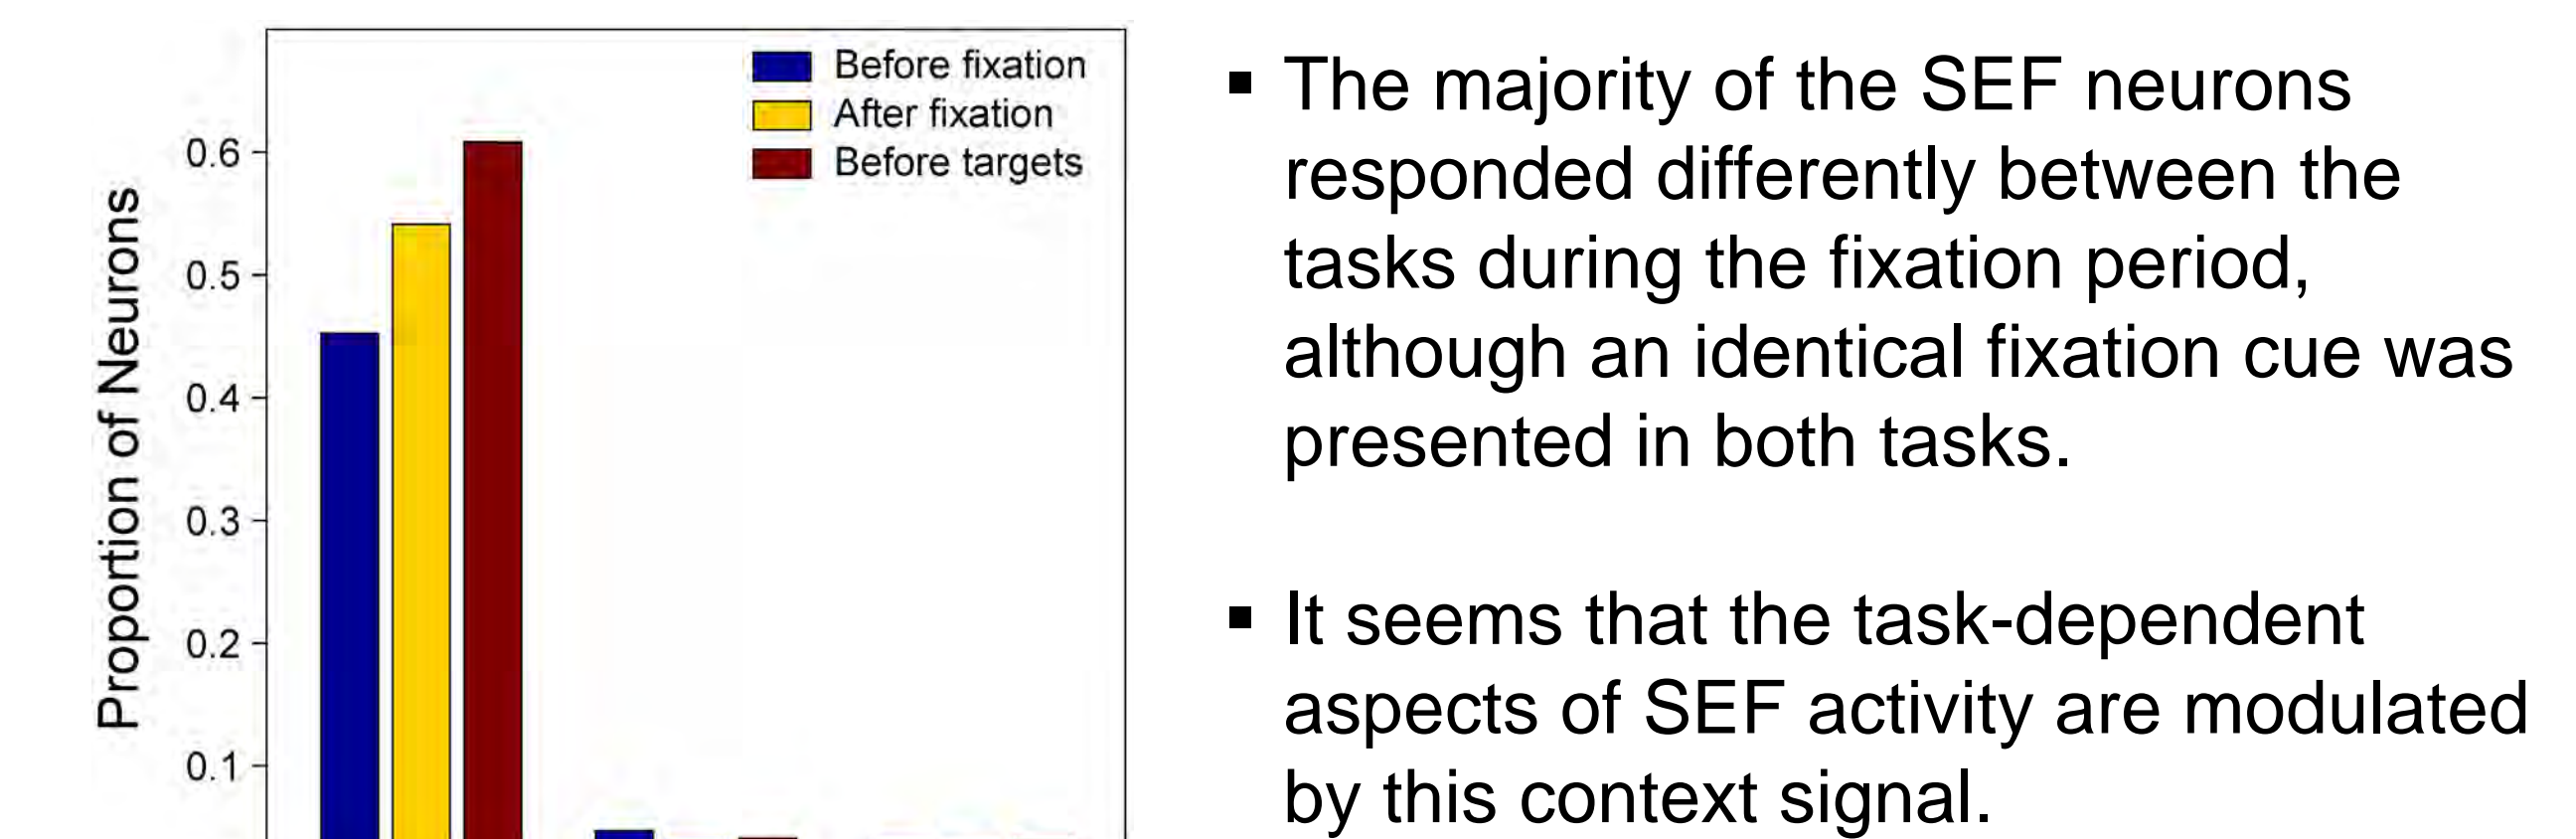 Before fixation
After fixation
Before targets
Proportion of Neurons
0.6
0.5
0.4
0.3
0.2
0.1
▪ The majority of the SEF neurons
responded differently between the
tasks during the fixation period,
although an identical fixation cue was
presented in both tasks.
▪ It seems that the task-dependent
aspects of SEF activity are modulated
by this context signal.